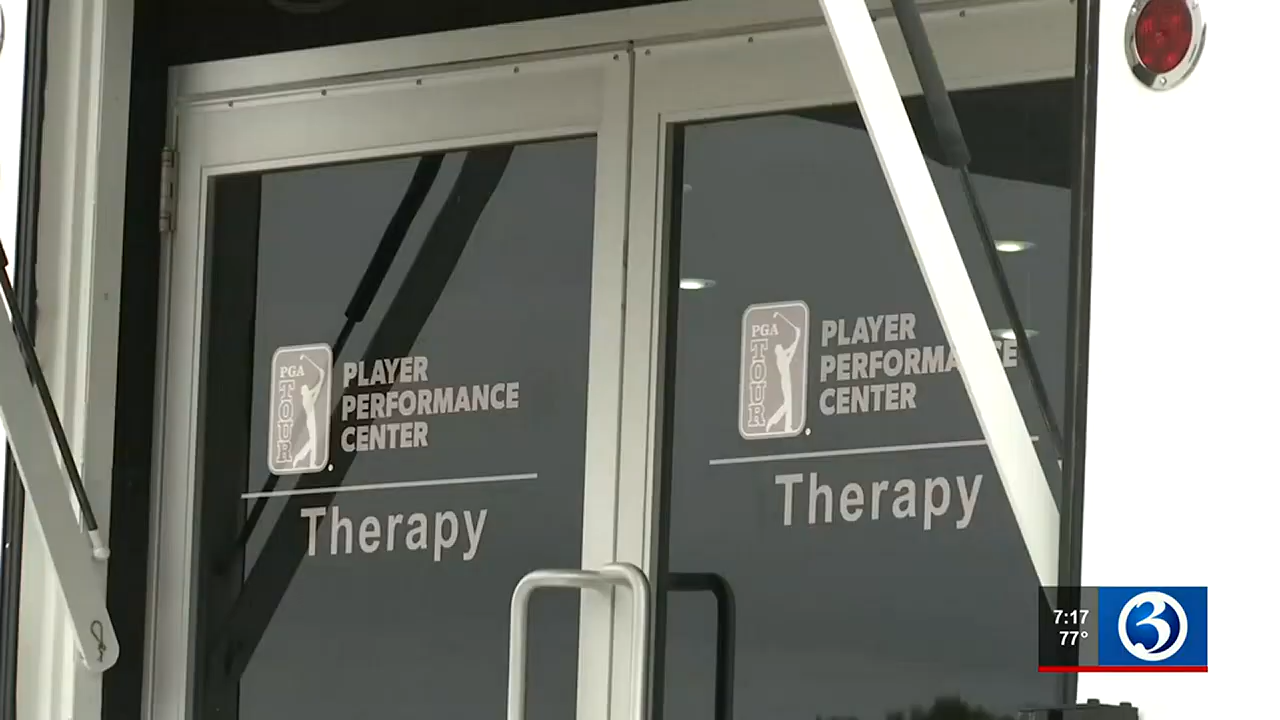 PGA
TOUR
PLAYER
PERFORMANCE
CENTER
Therapy
PGA
TOUR
PLAYER
PERFORMANCE
CENTER
Therapy
7:17
77°
3